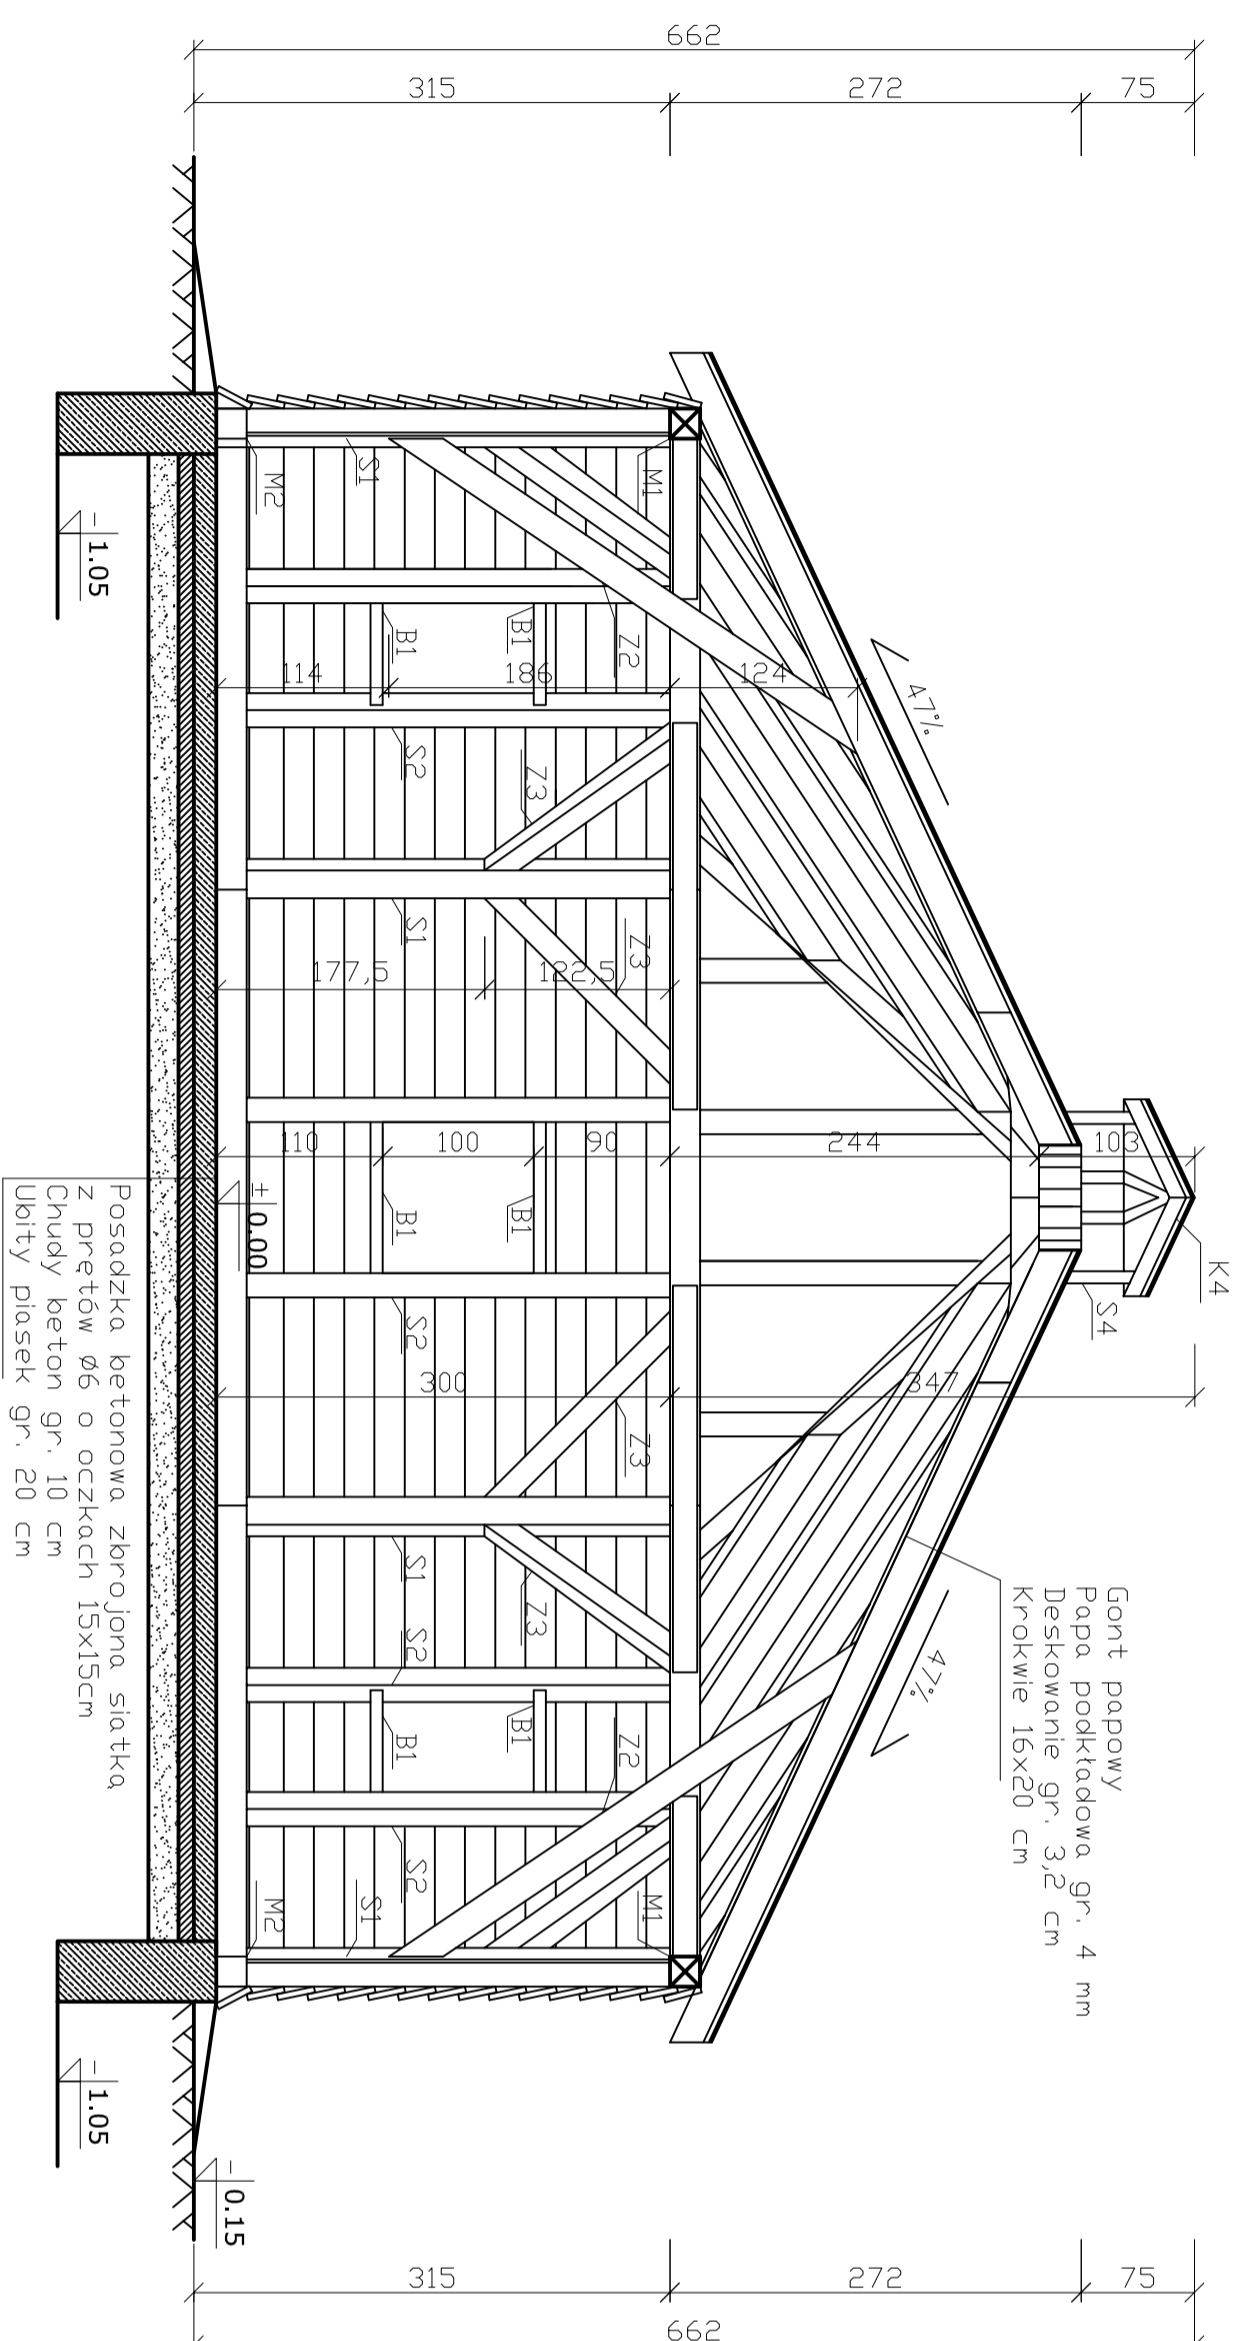 662
315
272
75
K4
S4
47%
47%
Gont papowy
Papa podkładowa gr. 4 mm
Deskowanie gr. 3,2 cm
Krokwie 16x20 cm
103
244
347
124
M1
Z2
Z3
Z3
Z3
Z3
Z2
M1
186
122,5
90
300
B1
B1
B1
100
S1
B1
S2
S1
B1
S2
S1
S2
B1
S2
S1
M2
114
177,5
110
M2
± 0.00
-0.15
-1.05
-1.05
Posadzka betonowa zbrojona siatką
z prętów ø6 o oczkach 15x15cm
Chudy beton gr. 10 cm
Ubity piasek gr. 20 cm
315
272
75
662